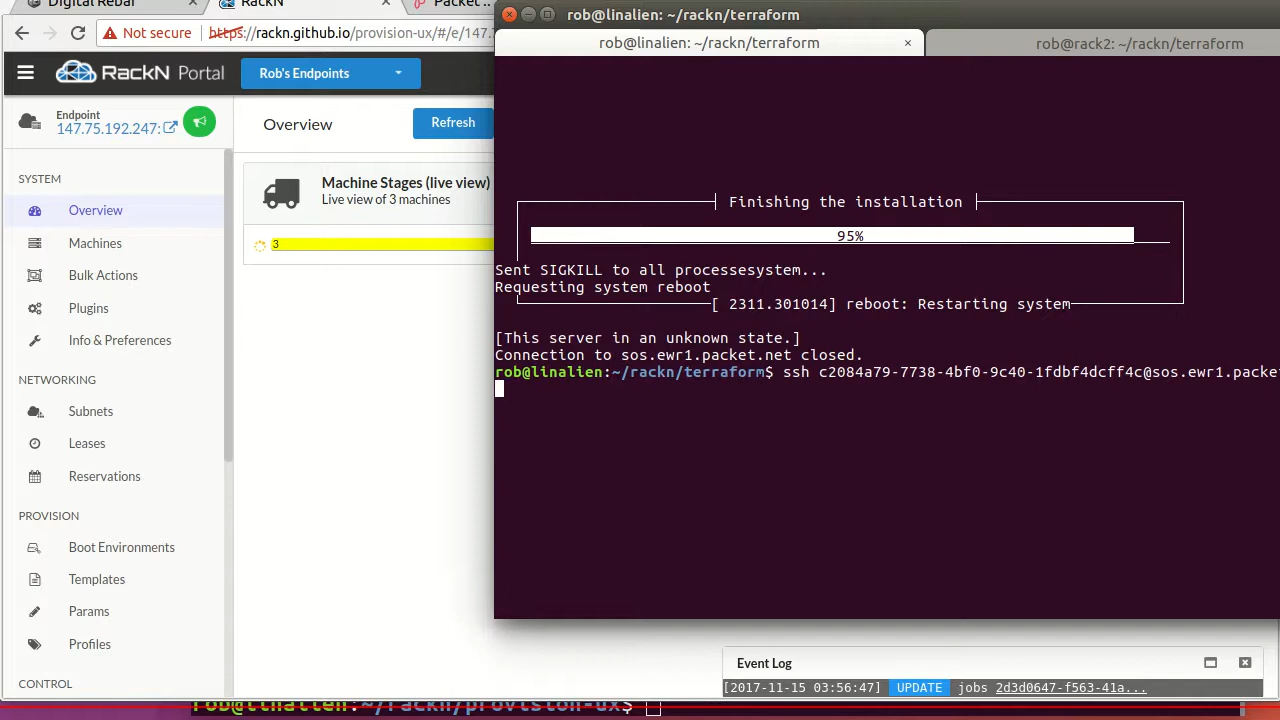 Digital Rebar
RackN
Packet ..
Not secure
https://rackn.github.io/provision-ux/#/e/147.
RackN Portal
Rob's Endpoints
Endpoint
147.75.192.247:
Overview
Refresh
SYSTEM
Overview
Machines
Bulk Actions
Plugins
Info & Preferences
NETWORKING
Subnets
Leases
Reservations
PROVISION
Boot Environments
Templates
Params
Profiles
CONTROL
Machine Stages (live view)
Live view of 3 machines
3
rob@linalien: ~/rackn/terraform
rob@linalien: ~/rackn/terraform
rob@rack2: ~/rackn/terraform
Finishing the installation
95%
Sent SIGKILL to all processesystem...
Requesting system reboot
[ 2311.301014] reboot: Restarting system
[This server in an unknown state.]
Connection to sos.ewr1.packet.net closed.
rob@linalien:~/rackn/terraform$ ssh c2084a79-7738-4bf0-9c40-1fdbf4dcff4c@sos.ewr1.packet
Event Log
[2017-11-15 03:56:47] UPDATE jobs 2d3d0647-f563-41a...
rob@linalien:~/rackn/provision-ux$